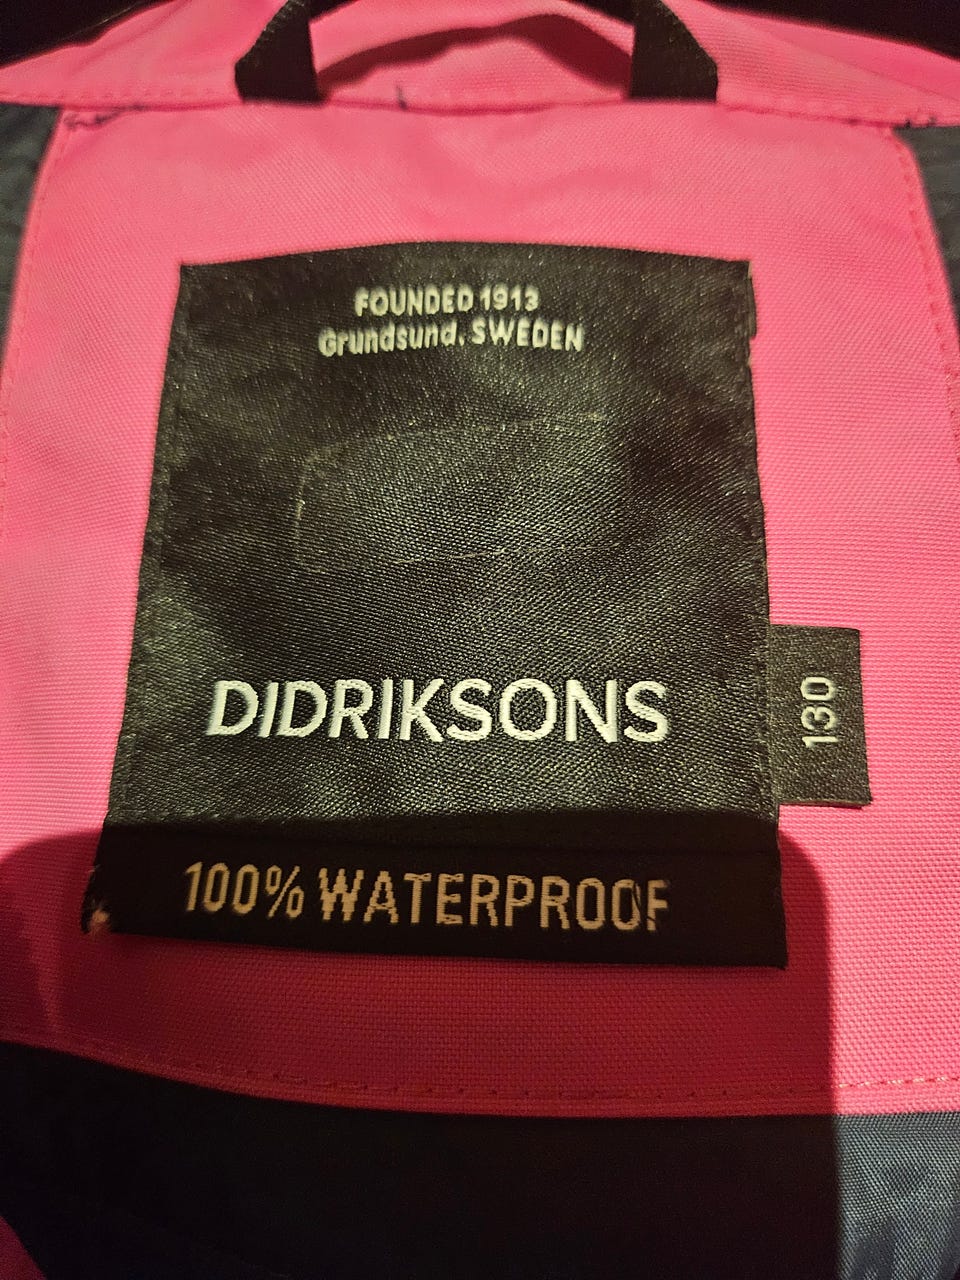 FOUNDED 1913
Grundsund, SWEDEN
DIDRIKSONS
130
100% WATERPROOF